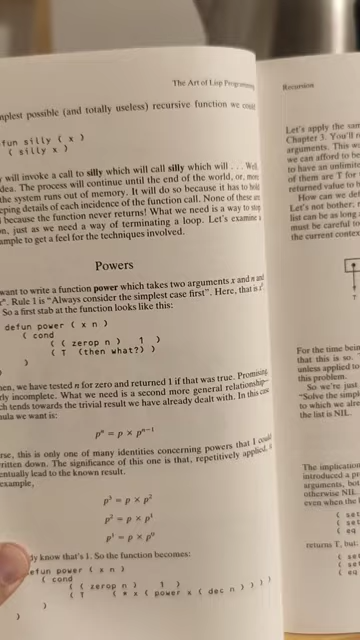 The Art of Lisp Programming
mplest possible (and totally useless) recursive function we could
fun silly ( x )
( silly x )
y will invoke a call to silly which will call silly which will . . . Well,
dea. The process will continue until the end of the world, or, more
the system runs out of memory. It will do so because it has to hold
eping details of each incidence of the function call. None of these are
because the function never returns! What we need is a way to stop
on, just as we need a way of terminating a loop. Let's examine a
ample to get a feel for the techniques involved.
Powers
want to write a function power which takes two arguments x and n and
x^n". Rule 1 is "Always consider the simplest case first". Here, that is
So a first stab at the function looks like this:
defun power ( x n )
( cond
( ( zerop n ) 1 )
( T (then what?) )
)
hen, we have tested n for zero and returned 1 if that was true. Promising,
rly incomplete. What we need is a second more general relationship
ch tends towards the trivial result we have already dealt with. In this case
mula we want is:
pⁿ = p × pⁿ⁻¹
rse, this is only one of many identities concerning powers that I could
ritten down. The significance of this one is that, repetitively applied, it
entually lead to the known result.
example,
p³ = p × p²
p² = p × p¹
p¹ = p × p⁰
dy know that's 1. So the function becomes:
efun power ( x n )
( cond
( ( zerop n ) 1 )
( T ( * x ( power x ( dec n ) ) ) )
)
)
Recursion
Let's apply the sam
Chapter 3. You'll n
arguments. This wa
we can afford to be
to have an unlimite
of them are T for
returned value to b
How can we def
Let's not bother; r
list can be as long
must be careful to
the current context
T
For the time bein
that this is so.
unless applied to
this problem.
So we're just
"Solve the simpl
to which we alre
the list is NIL.
The implication
introduced a pr
arguments, bot
otherwise NIL.
even when the l
( set
( set
( eq
returns T, but:
( set
( set
( eq